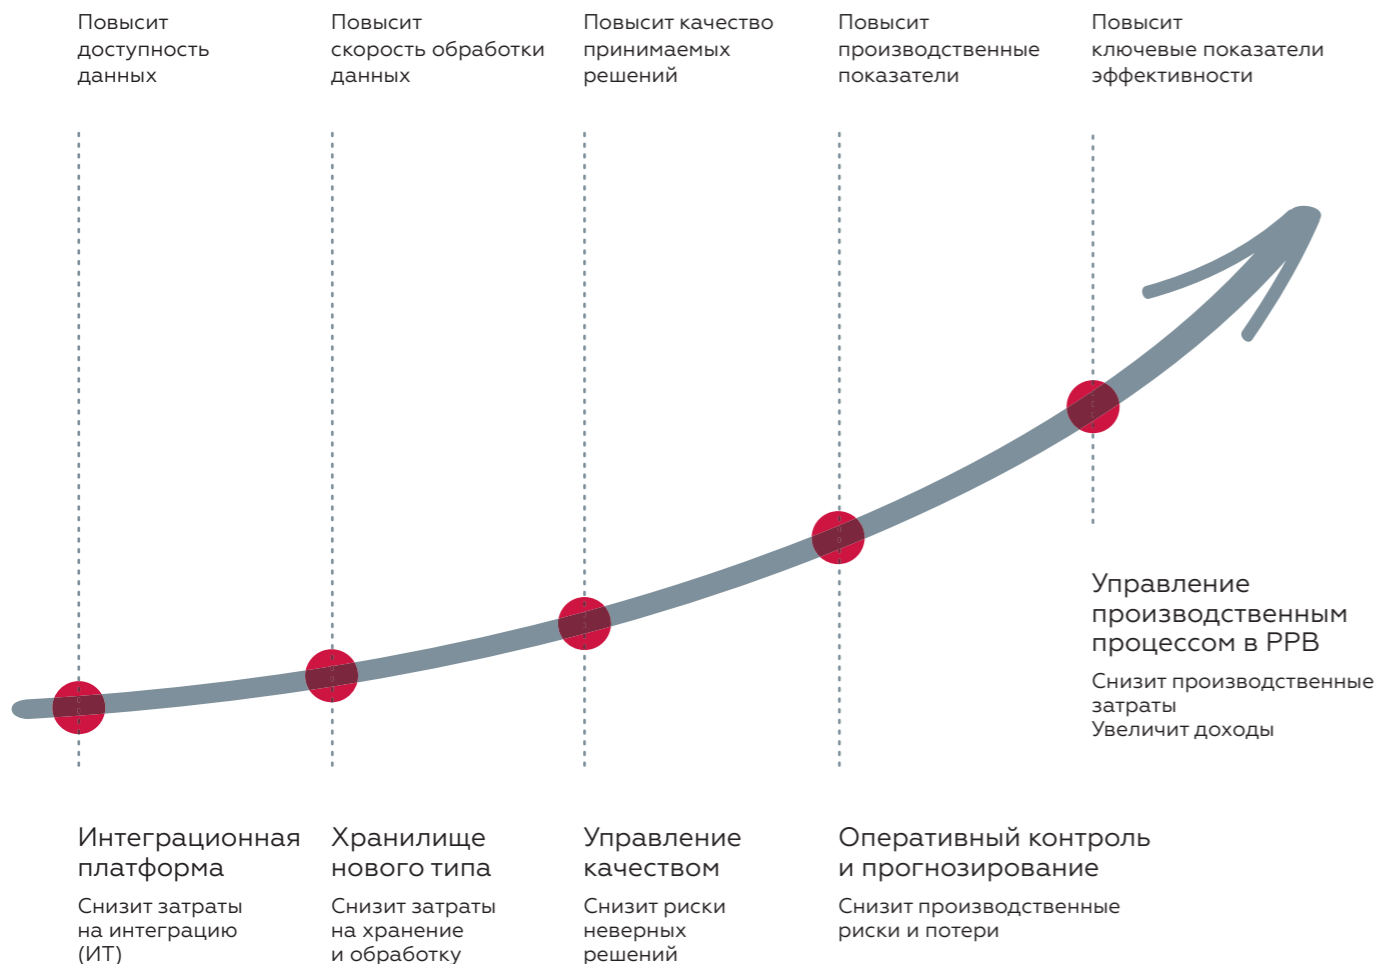 Повысит
доступность
данных
Повысит
скорость обработки
данных
Повысит качество
принимаемых
решений
Повысит
производственные
показатели
Повысит
ключевые показатели
эффективности
Управление
производственным
процессом в РРВ
Снизит производственные
затраты
Увеличит доходы
Интеграционная
платформа
Снизит затраты
на интеграцию
(ИТ)
Хранилище
нового типа
Снизит затраты
на хранение
и обработку
Управление
качеством
Снизит риски
неверных
решений
Оперативный контроль
и прогнозирование
Снизит производственные
риски и потери